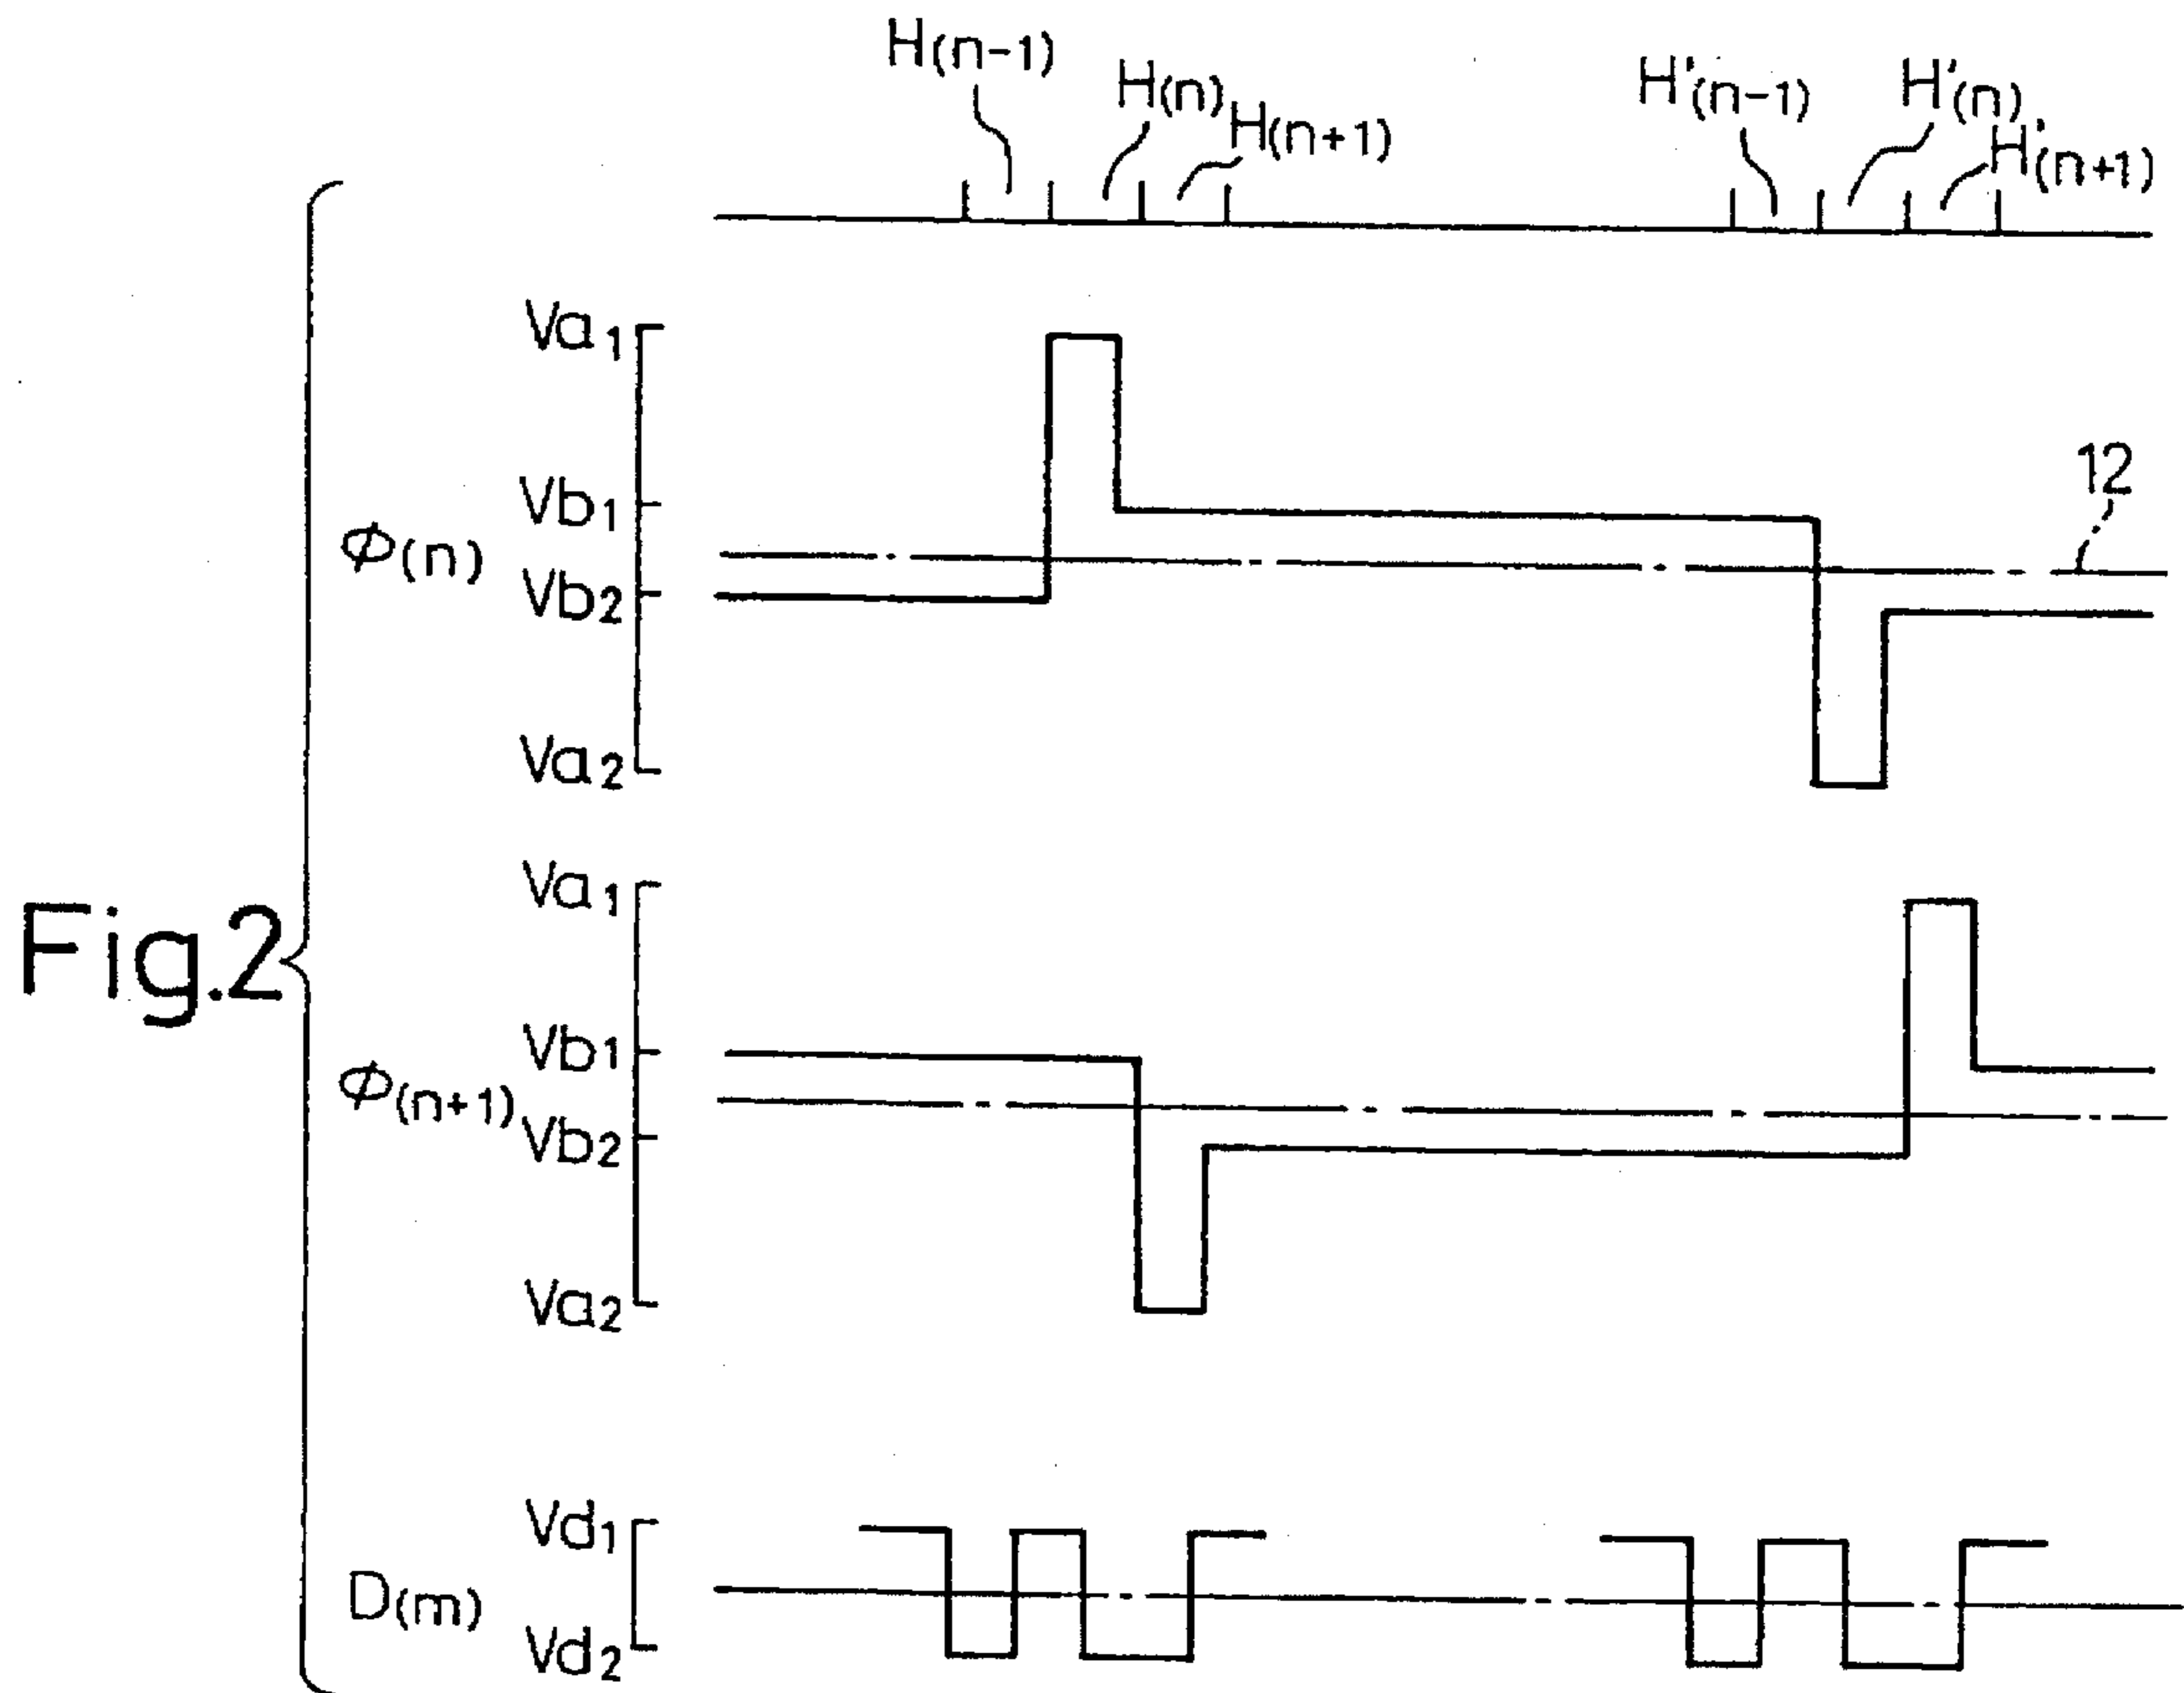 H(n-1)
H(n)
H(n+1)
H'(n-1)
H'(n)
H'(n+1)
Va1
Vb1
Φ(n)
Vb2
Va2
12
Va1
Fig.2
Vb1
Φ(n+1)
Vb2
Va2
Vd1
D(m)
Vd2